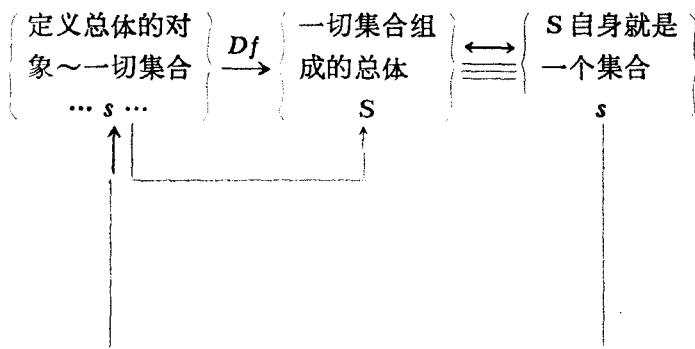 定义总体的对
象～一切集合
… s …
Df
一切集合组
成的总体
S
S自身就是
一个集合
s